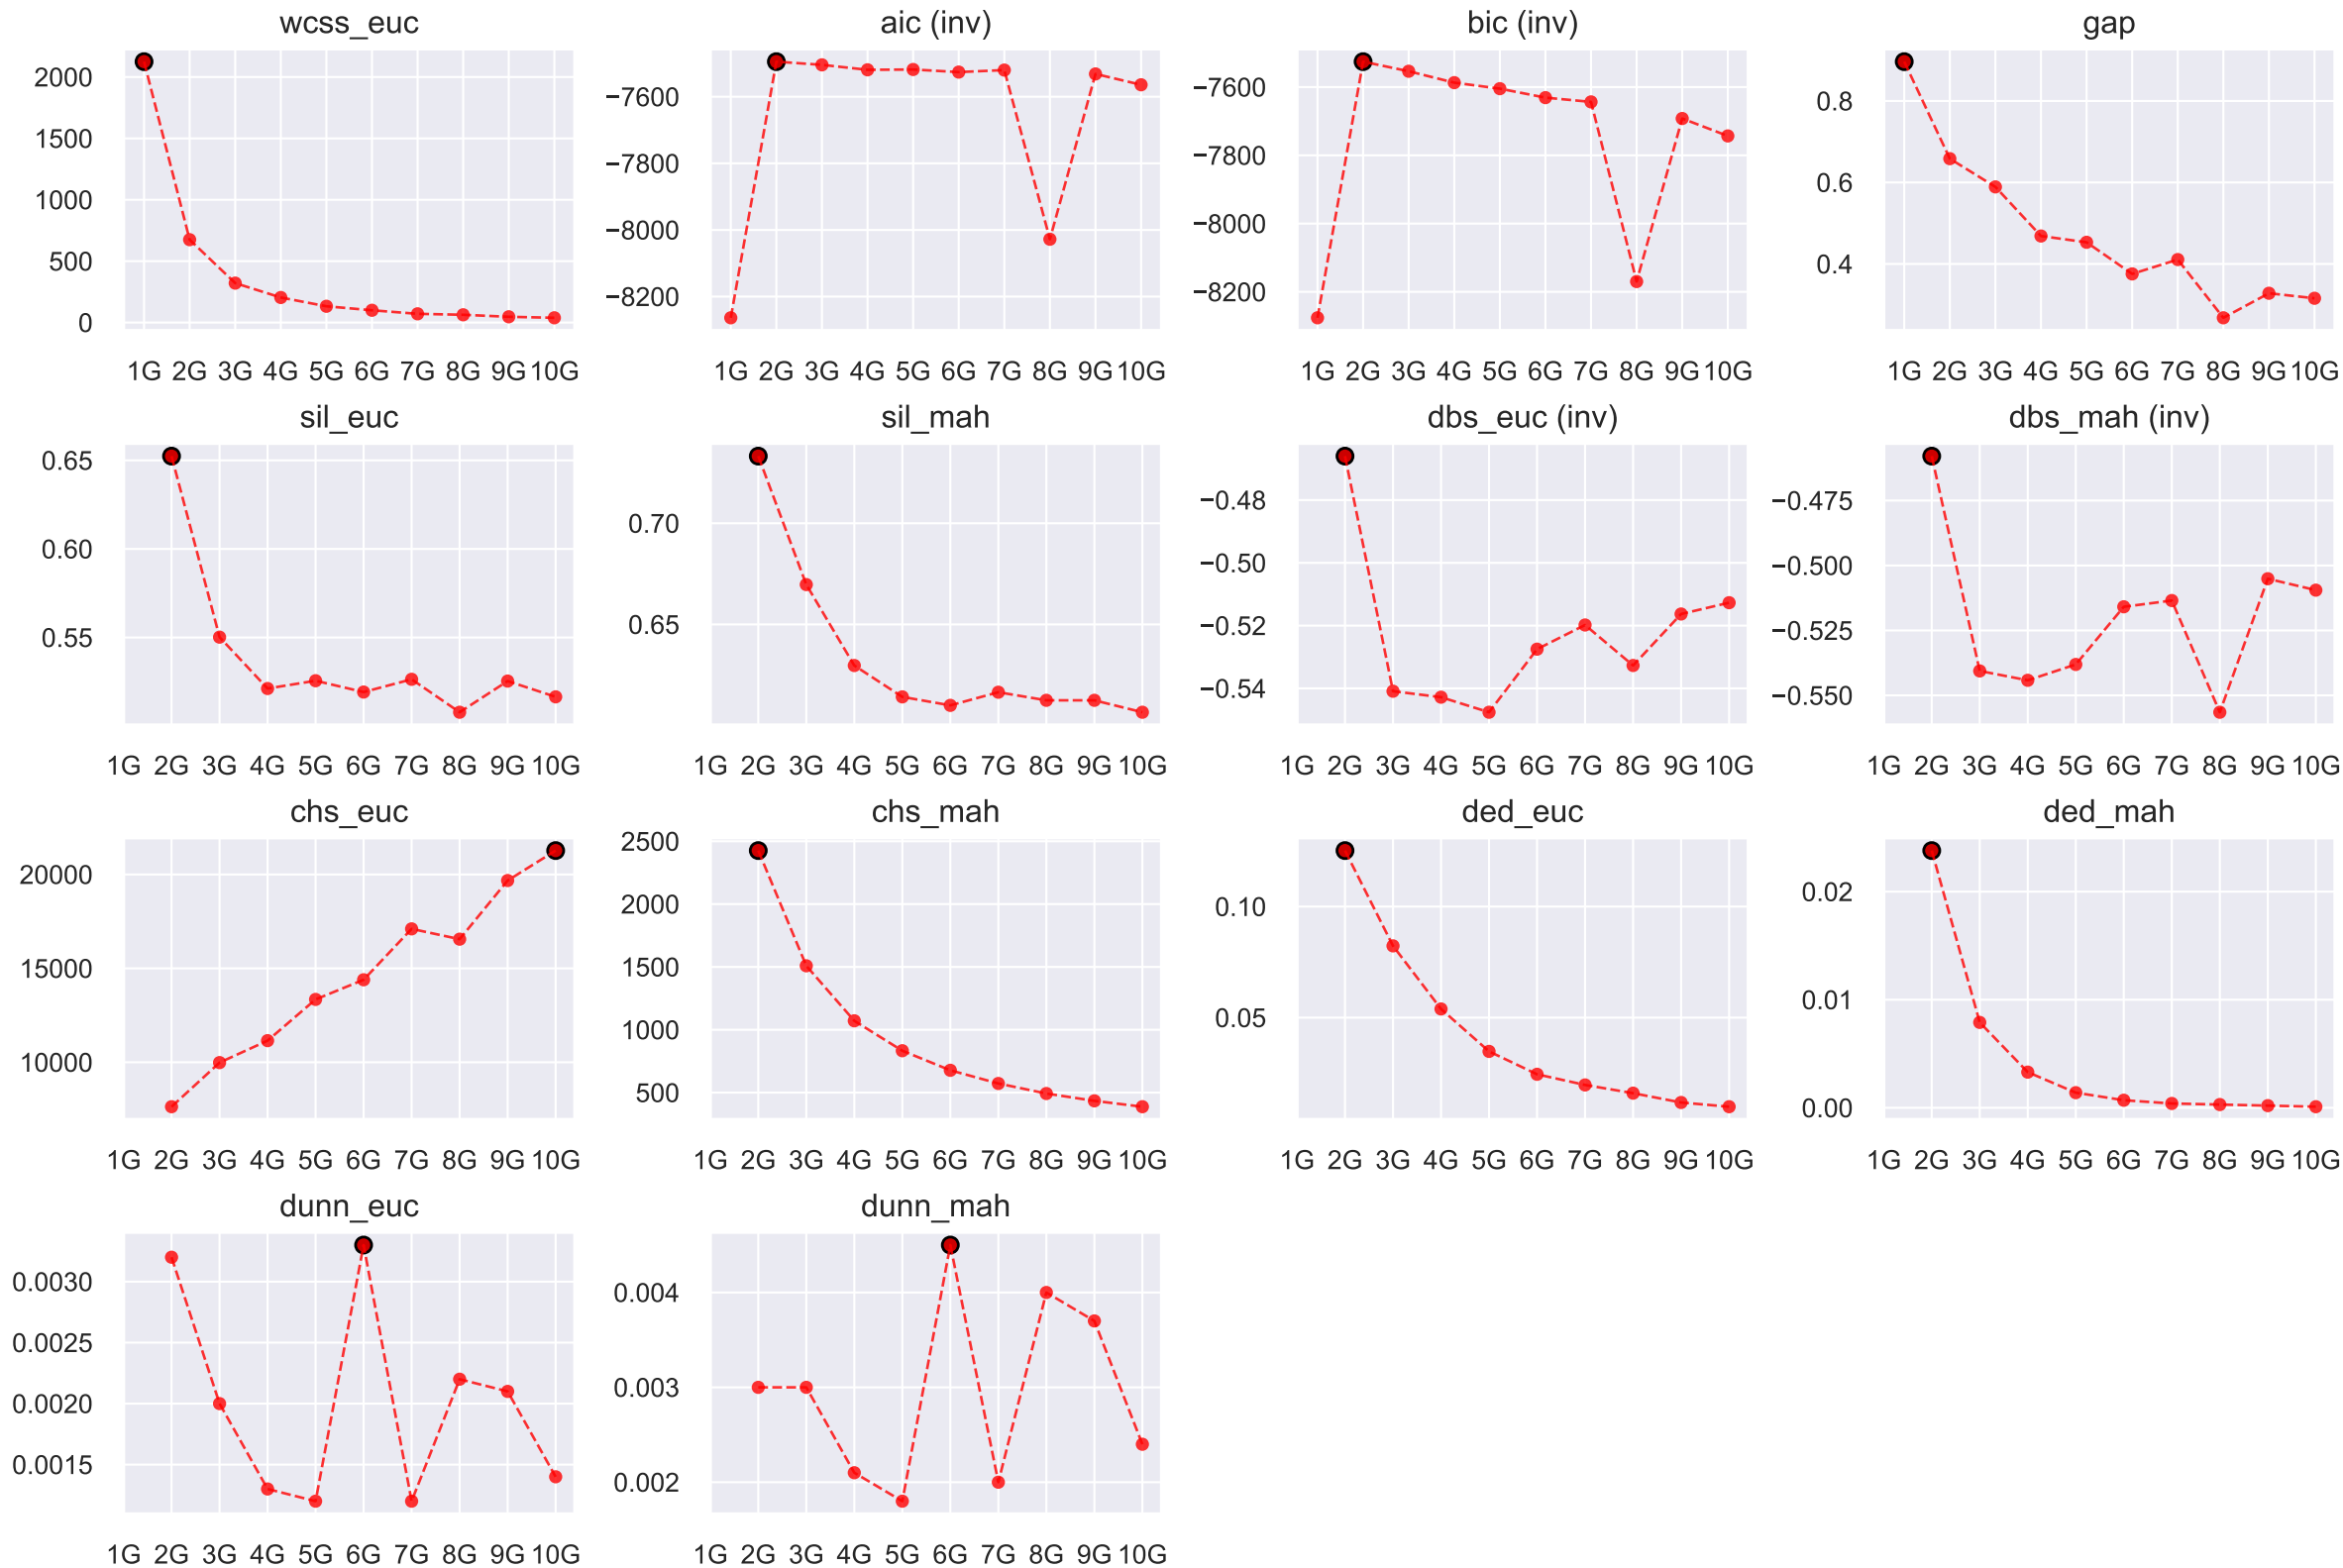 wcss_euc
2000
1500
1000
500
0
1G 2G 3G 4G 5G 6G 7G 8G 9G 10G
aic (inv)
−7600
−7800
−8000
−8200
1G 2G 3G 4G 5G 6G 7G 8G 9G 10G
bic (inv)
−7600
−7800
−8000
−8200
1G 2G 3G 4G 5G 6G 7G 8G 9G 10G
gap
0.8
0.6
0.4
1G 2G 3G 4G 5G 6G 7G 8G 9G 10G
sil_euc
0.65
0.60
0.55
1G 2G 3G 4G 5G 6G 7G 8G 9G 10G
sil_mah
0.70
0.65
1G 2G 3G 4G 5G 6G 7G 8G 9G 10G
dbs_euc (inv)
−0.48
−0.50
−0.52
−0.54
1G 2G 3G 4G 5G 6G 7G 8G 9G 10G
dbs_mah (inv)
−0.475
−0.500
−0.525
−0.550
1G 2G 3G 4G 5G 6G 7G 8G 9G 10G
chs_euc
20000
15000
10000
1G 2G 3G 4G 5G 6G 7G 8G 9G 10G
chs_mah
2500
2000
1500
1000
500
1G 2G 3G 4G 5G 6G 7G 8G 9G 10G
ded_euc
0.10
0.05
1G 2G 3G 4G 5G 6G 7G 8G 9G 10G
ded_mah
0.02
0.01
0.00
1G 2G 3G 4G 5G 6G 7G 8G 9G 10G
dunn_euc
0.0030
0.0025
0.0020
0.0015
1G 2G 3G 4G 5G 6G 7G 8G 9G 10G
dunn_mah
0.004
0.003
0.002
1G 2G 3G 4G 5G 6G 7G 8G 9G 10G